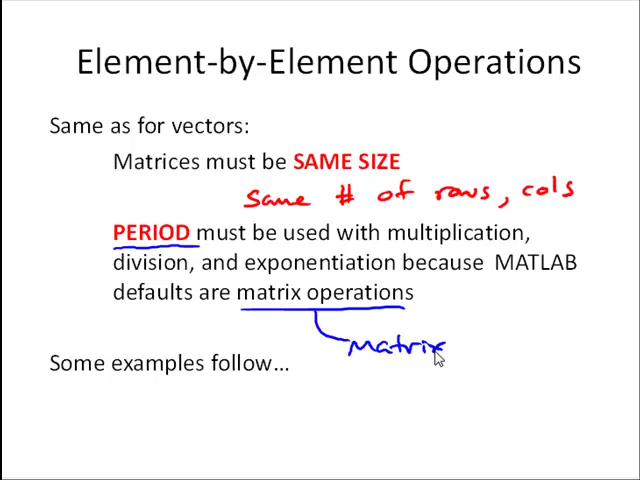 Element-by-Element Operations
Same as for vectors:
Matrices must be SAME SIZE
Same # of rows, cols
PERIOD must be used with multiplication,
division, and exponentiation because MATLAB
defaults are matrix operations
Matrix
Some examples follow...